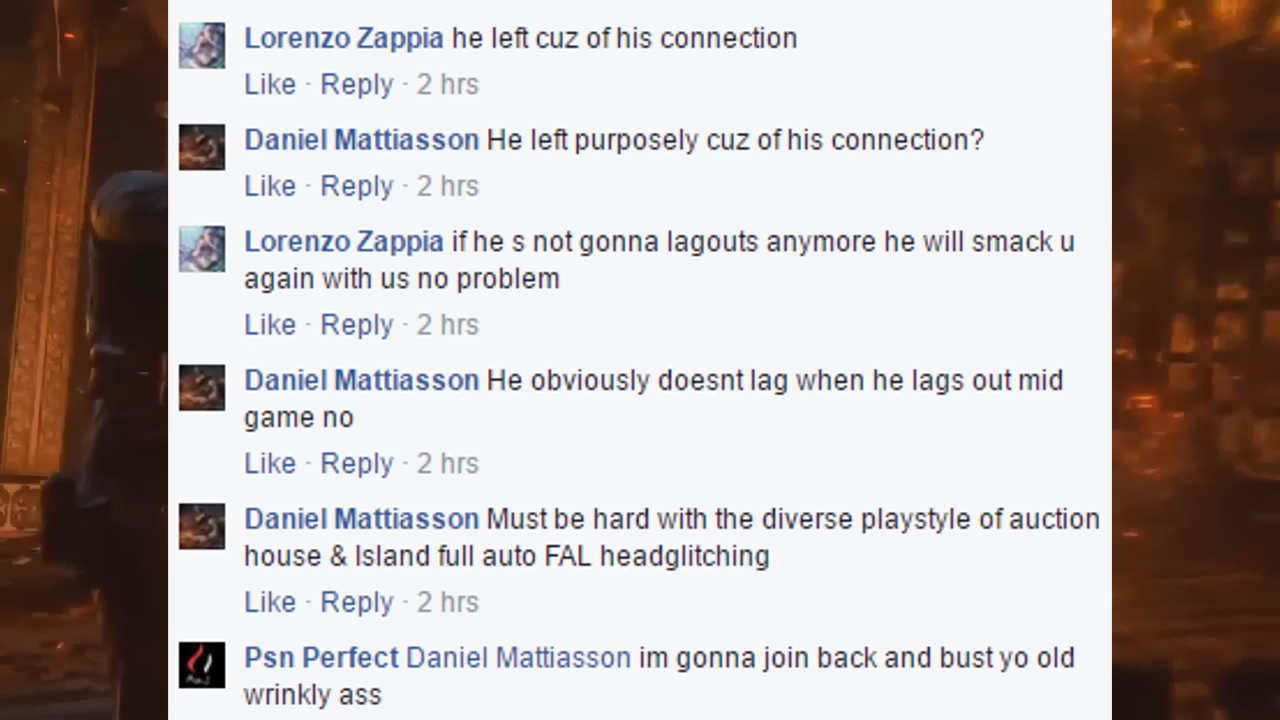 Lorenzo Zappia he left cuz of his connection
Like · Reply · 2 hrs
Daniel Mattiasson He left purposely cuz of his connection?
Like · Reply · 2 hrs
Lorenzo Zappia if he s not gonna lagouts anymore he will smack u
again with us no problem
Like · Reply · 2 hrs
Daniel Mattiasson He obviously doesnt lag when he lags out mid
game no
Like · Reply · 2 hrs
Daniel Mattiasson Must be hard with the diverse playstyle of auction
house & Island full auto FAL headglitching
Like · Reply · 2 hrs
Psn Perfect Daniel Mattiasson im gonna join back and bust yo old
wrinkly ass